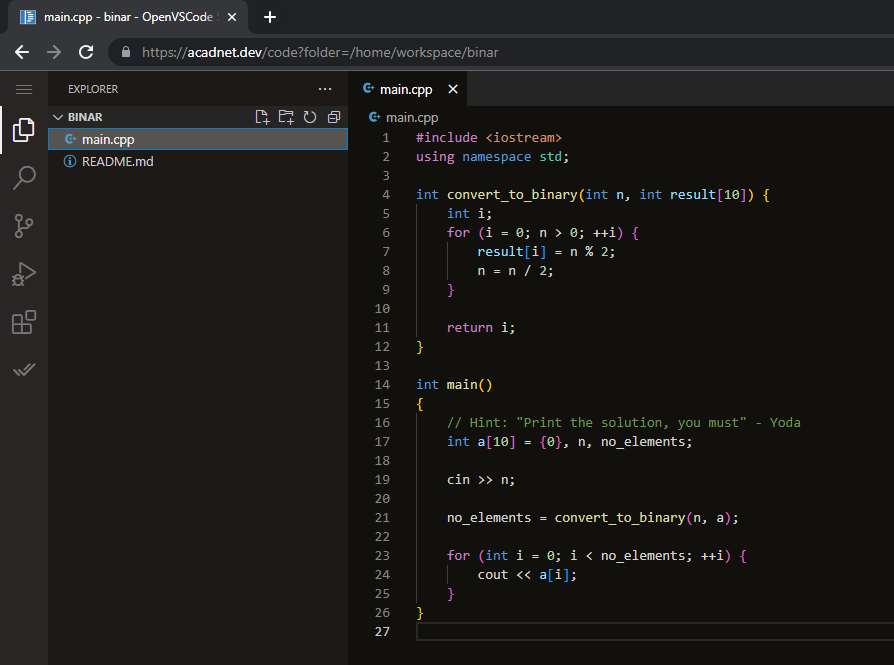 main.cpp - binar - OpenVSCode
https://acadnet.dev/code?folder=/home/workspace/binar
EXPLORER
BINAR
main.cpp
README.md
main.cpp
main.cpp
1 #include <iostream>
2 using namespace std;
3
4 int convert_to_binary(int n, int result[10]) {
5     int i;
6     for (i = 0; n > 0; ++i) {
7         result[i] = n % 2;
8         n = n / 2;
9     }
10
11     return i;
12 }
13
14 int main()
15 {
16     // Hint: "Print the solution, you must" - Yoda
17     int a[10] = {0}, n, no_elements;
18
19     cin >> n;
20
21     no_elements = convert_to_binary(n, a);
22
23     for (int i = 0; i < no_elements; ++i) {
24         cout << a[i];
25     }
26 }
27